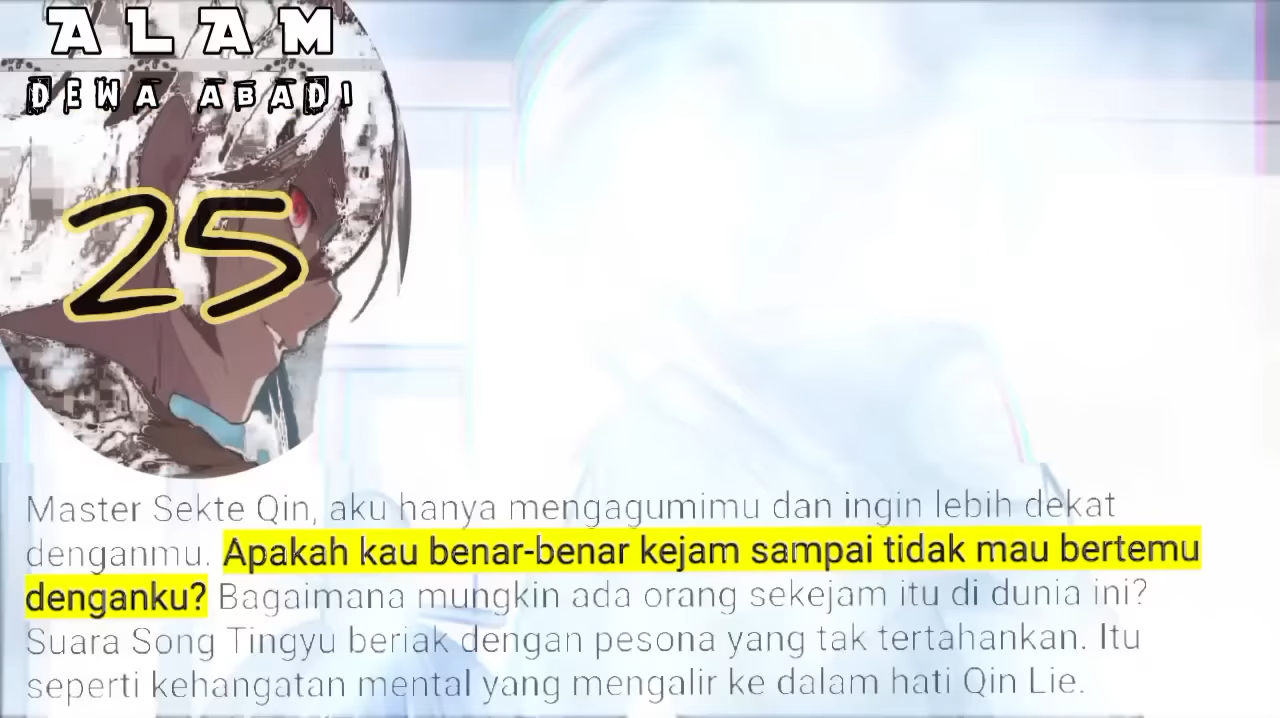 ALAM
DEWA ABADI
25
Master Sekte Qin, aku hanya mengagumimu dan ingin lebih dekat
denganmu. Apakah kau benar-benar kejam sampai tidak mau bertemu
denganku? Bagaimana mungkin ada orang sekejam itu di dunia ini?
Suara Song Tingyu beriak dengan pesona yang tak tertahankan. Itu
seperti kehangatan mental yang mengalir ke dalam hati Qin Lie.